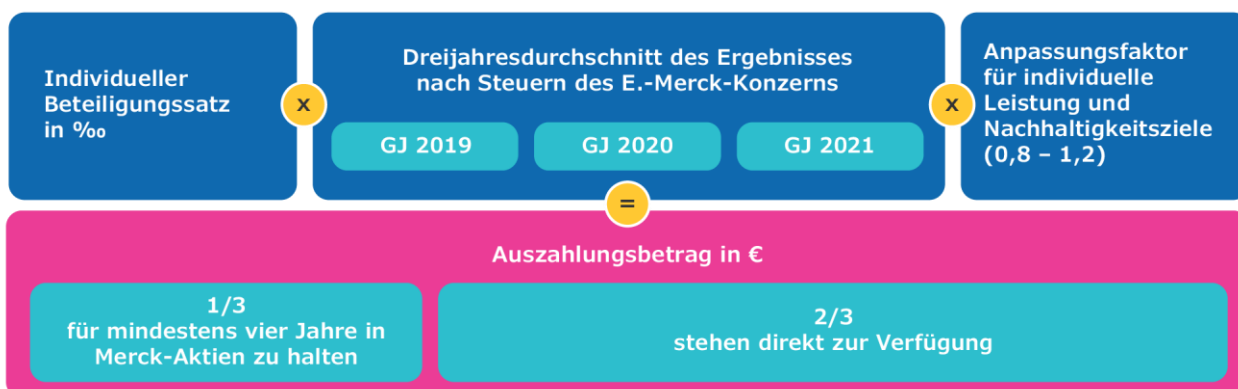 Individueller
Beteiligungssatz
in ‰
x
Dreijahresdurchschnitt des Ergebnisses
nach Steuern des E.-Merck-Konzerns
GJ 2019
GJ 2020
GJ 2021
x
Anpassungsfaktor
für individuelle
Leistung und
Nachhaltigkeitsziele
(0,8 – 1,2)
=
Auszahlungsbetrag in €
1/3
für mindestens vier Jahre in
Merck-Aktien zu halten
2/3
stehen direkt zur Verfügung